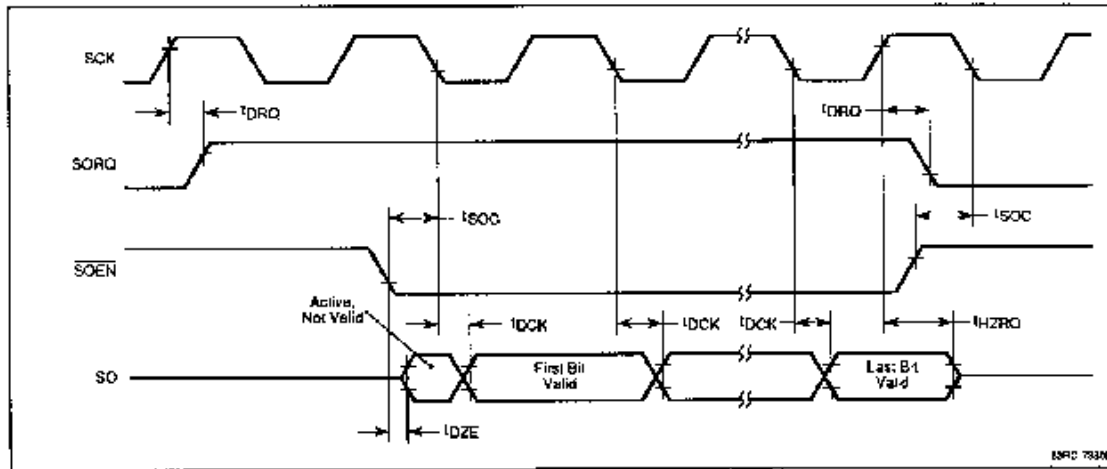 SCK
tDRQ
tDRQ
SORQ
tSOC
tSOC
SOEN
Active,
Not Valid
tDCK
tDCK
tDCK
tHZRQ
SO
First Bit
Valid
Last Bit
Valid
tDZE